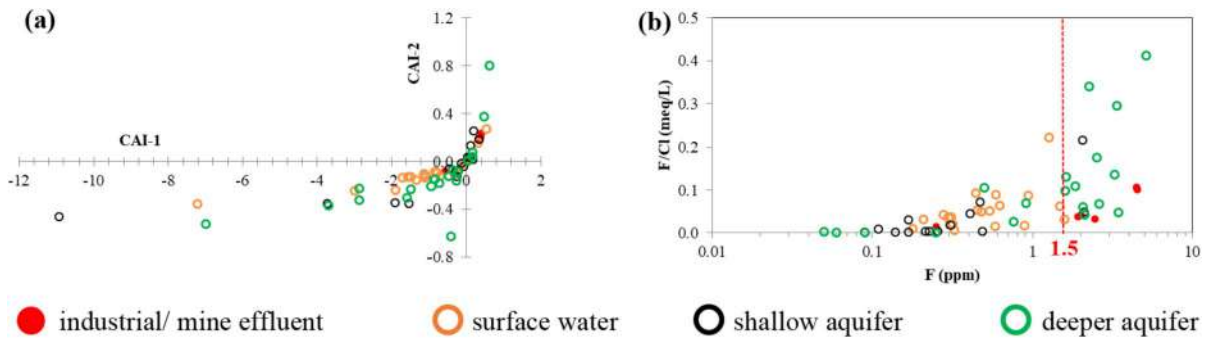 (a)
1.2
0.8
0.4
0.0
-0.4
-0.8
CAI-2
CAI-1
-12 -10 -8 -6 -4 -2 0 2
(b)
0.5
0.4
0.3
0.2
0.1
0.0
F/Cl (meq/L)
0.01 0.1 1 1.5 10
F (ppm)
industrial/ mine effluent surface water shallow aquifer deeper aquifer